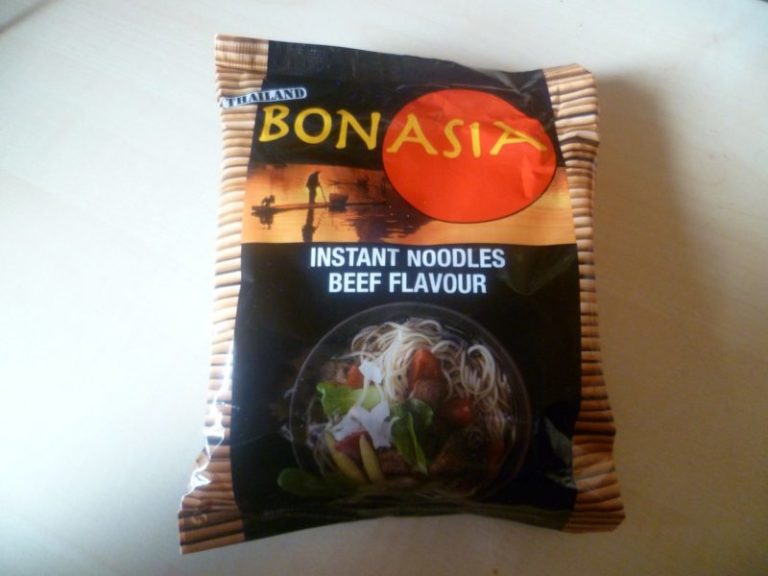 THAILAND
BONASIA
INSTANT NOODLES
BEEF FLAVOUR